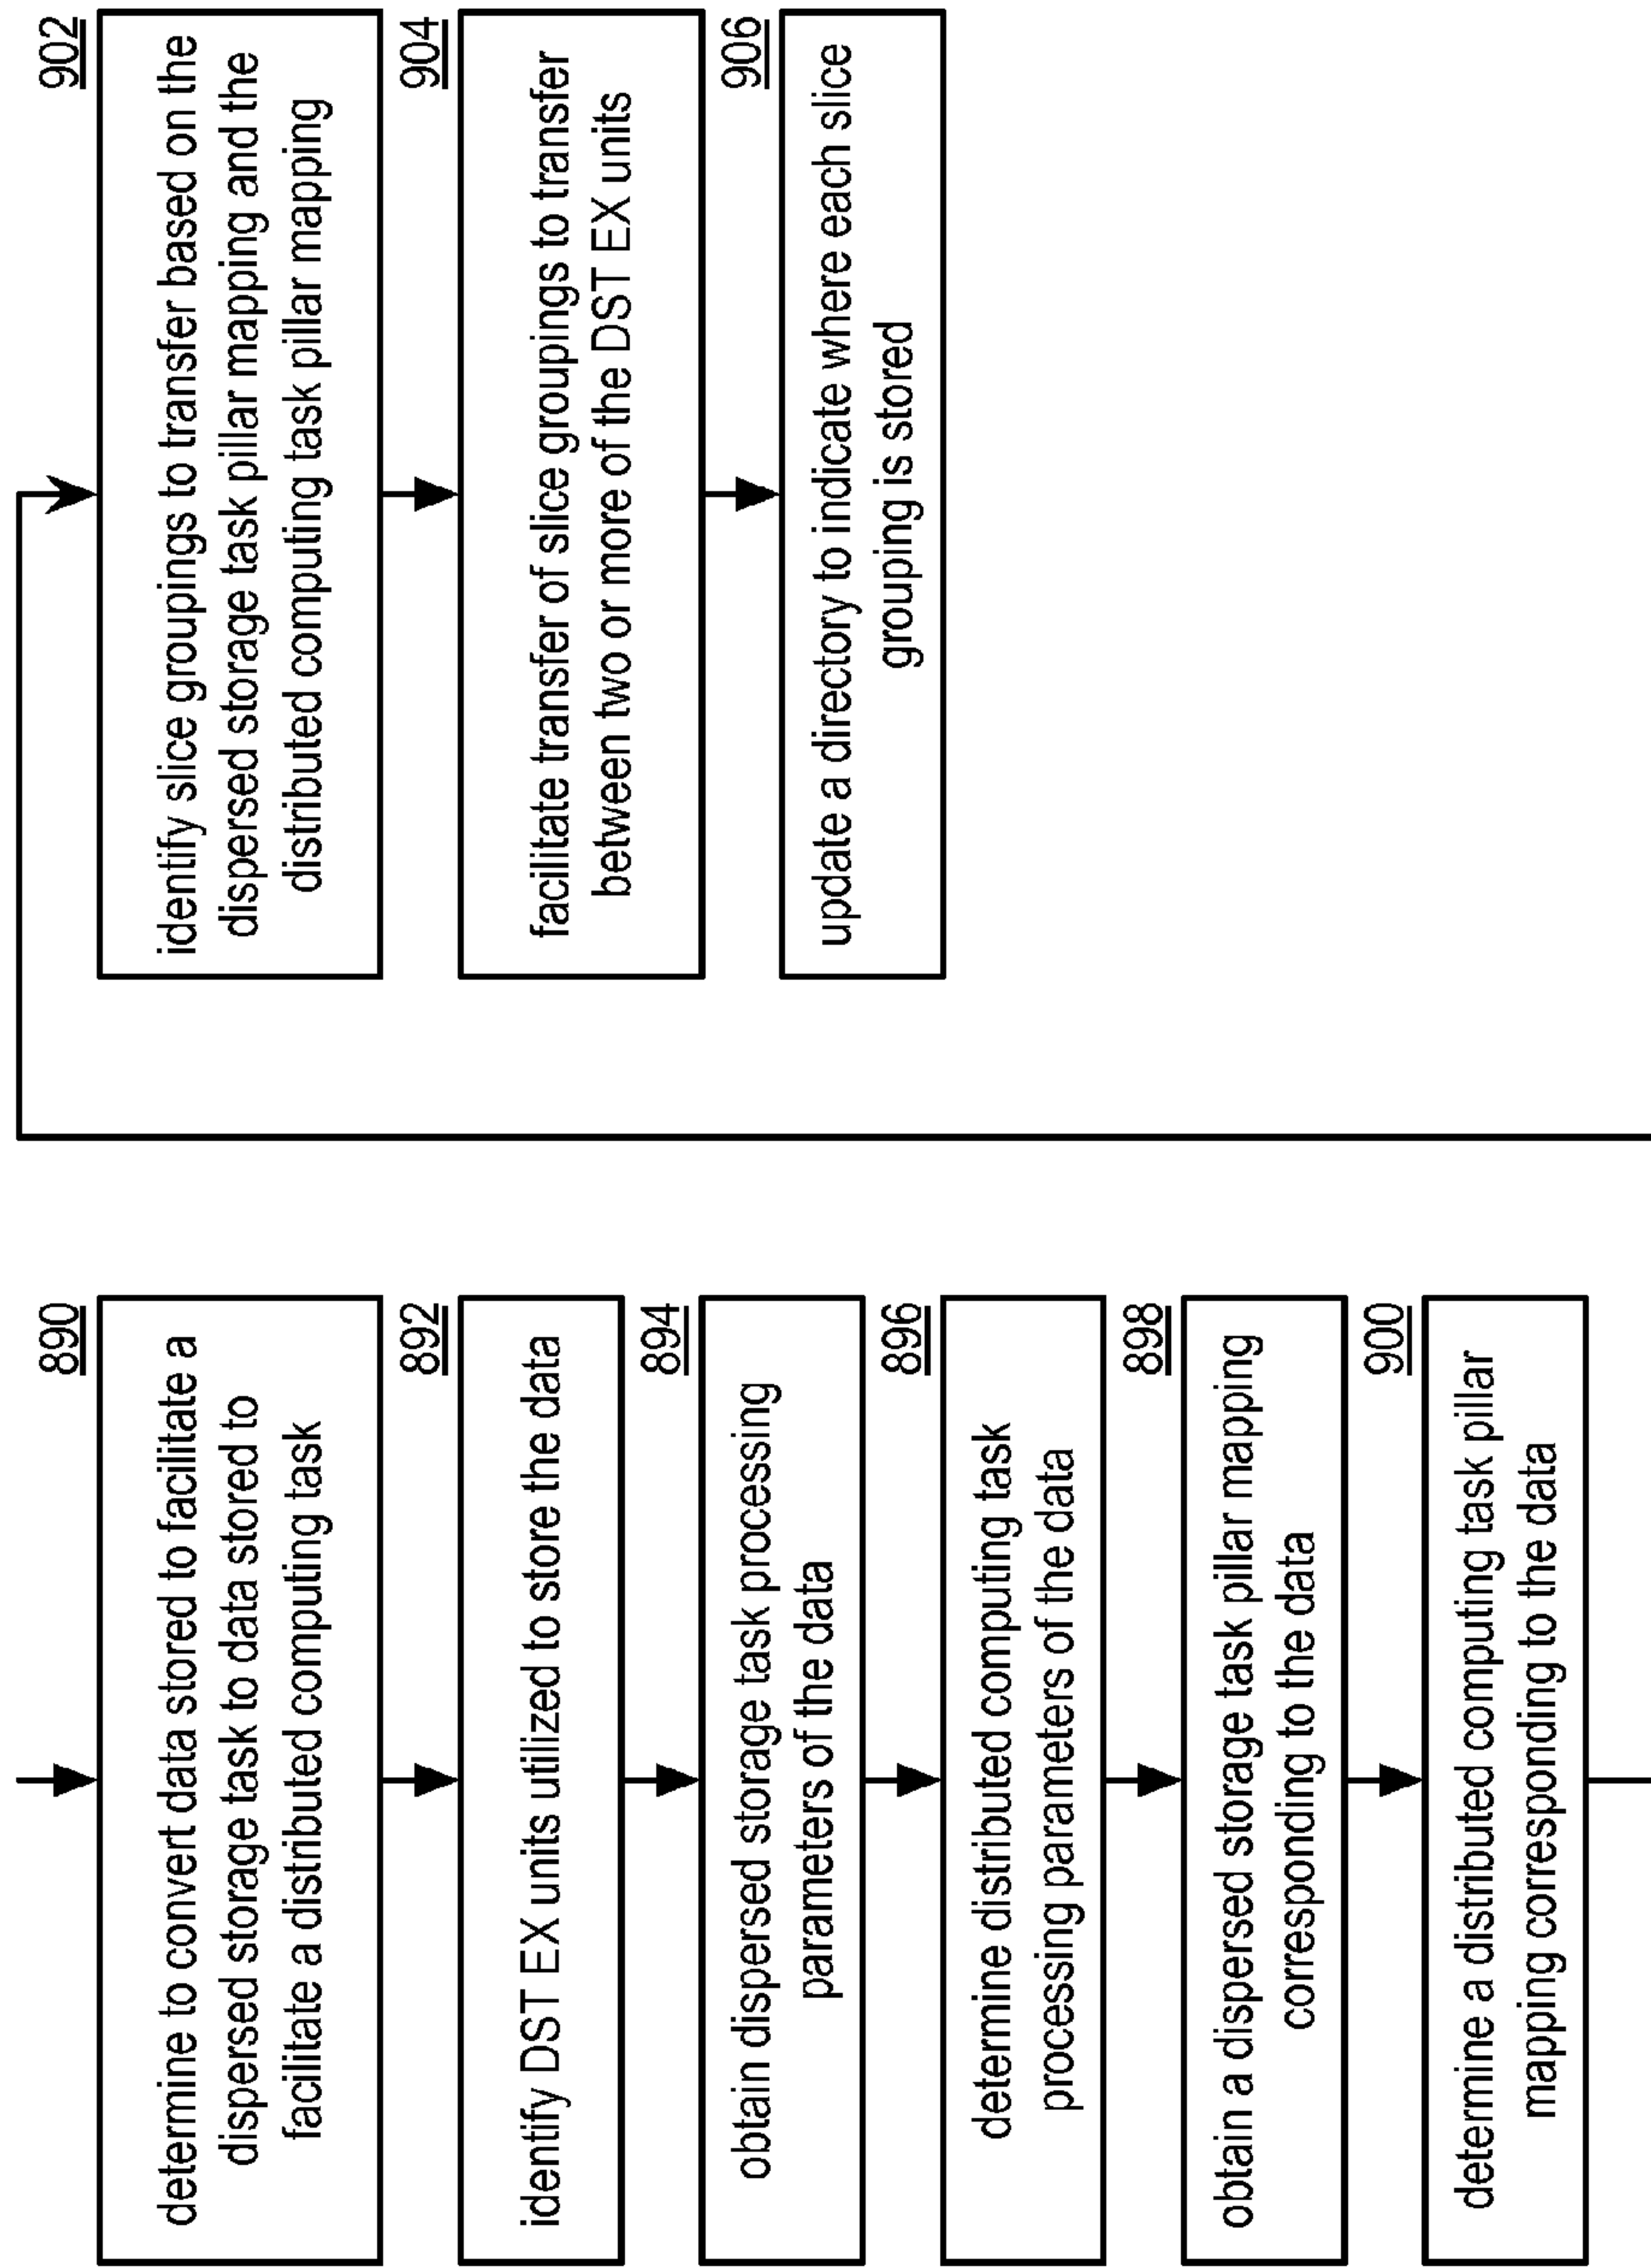 890
determine to convert data stored to facilitate a
dispersed storage task to data stored to
facilitate a distributed computing task
892
identify DST EX units utilized to store the data
894
obtain dispersed storage task processing
parameters of the data
896
determine distributed computing task
processing parameters of the data
898
obtain a dispersed storage task pillar mapping
corresponding to the data
900
determine a distributed computing task pillar
mapping corresponding to the data
902
identify slice groupings to transfer based on the
dispersed storage task pillar mapping and the
distributed computing task pillar mapping
904
facilitate transfer of slice groupings to transfer
between two or more of the DST EX units
906
update a directory to indicate where each slice
grouping is stored